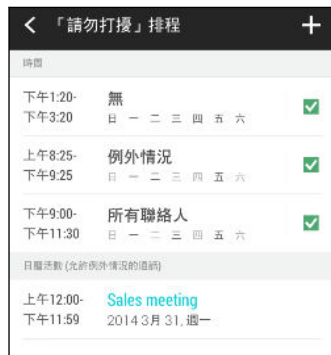 「請勿打擾」排程
時間
下午1:20-
下午3:20
無
日 一 二 三 四 五 六
上午8:25-
下午9:25
例外情況
日 一 二 三 四 五 六
下午9:00-
下午11:30
所有聯絡人
日 一 二 三 四 五 六
日曆活動 (允許例外情況的通話)
上午12:00-
下午11:59
Sales meeting
2014 3月 31, 週一